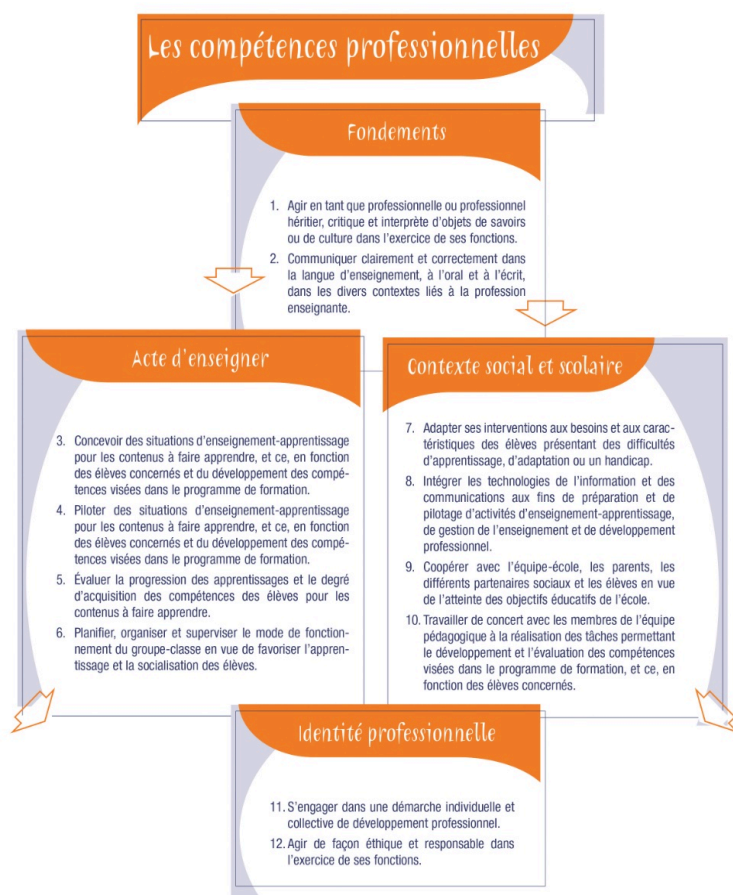 Les compétences professionnelles
Fondements
1. Agir en tant que professionnelle ou professionnel
héritier, critique et interprète d'objets de savoirs
ou de culture dans l'exercice de ses fonctions.
2. Communiquer clairement et correctement dans
la langue d'enseignement, à l'oral et à l'écrit,
dans les divers contextes liés à la profession
enseignante.
Acte d'enseigner
3. Concevoir des situations d'enseignement-apprentissage
pour les contenus à faire apprendre, et ce, en fonction
des élèves concernés et du développement des compé-
tences visées dans le programme de formation.
4. Piloter des situations d'enseignement-apprentissage
pour les contenus à faire apprendre, et ce, en fonction
des élèves concernés et du développement des compé-
tences visées dans le programme de formation.
5. Évaluer la progression des apprentissages et le degré
d'acquisition des compétences des élèves pour les
contenus à faire apprendre.
6. Planifier, organiser et superviser le mode de fonction-
nement du groupe-classe en vue de favoriser l'appren-
tissage et la socialisation des élèves.
Contexte social et scolaire
7. Adapter ses interventions aux besoins et aux carac-
téristiques des élèves présentant des difficultés
d'apprentissage, d'adaptation ou un handicap.
8. Intégrer les technologies de l'information et des
communications aux fins de préparation et de
pilotage d'activités d'enseignement-apprentissage,
de gestion de l'enseignement et de développement
professionnel.
9. Coopérer avec l'équipe-école, les parents, les
différents partenaires sociaux et les élèves en vue
de l'atteinte des objectifs éducatifs de l'école.
10. Travailler de concert avec les membres de l'équipe
pédagogique à la réalisation des tâches permettant
le développement et l'évaluation des compétences
visées dans le programme de formation, et ce, en
fonction des élèves concernés.
Identité professionnelle
11. S'engager dans une démarche individuelle et
collective de développement professionnel.
12. Agir de façon éthique et responsable dans
l'exercice de ses fonctions.